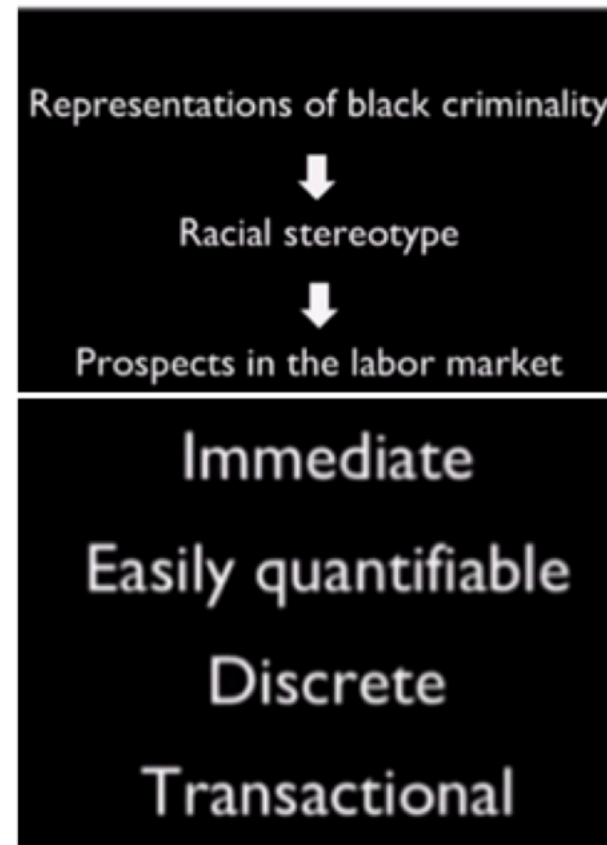 Representations of black criminality
Racial stereotype
Prospects in the labor market
Immediate
Easily quantifiable
Discrete
Transactional